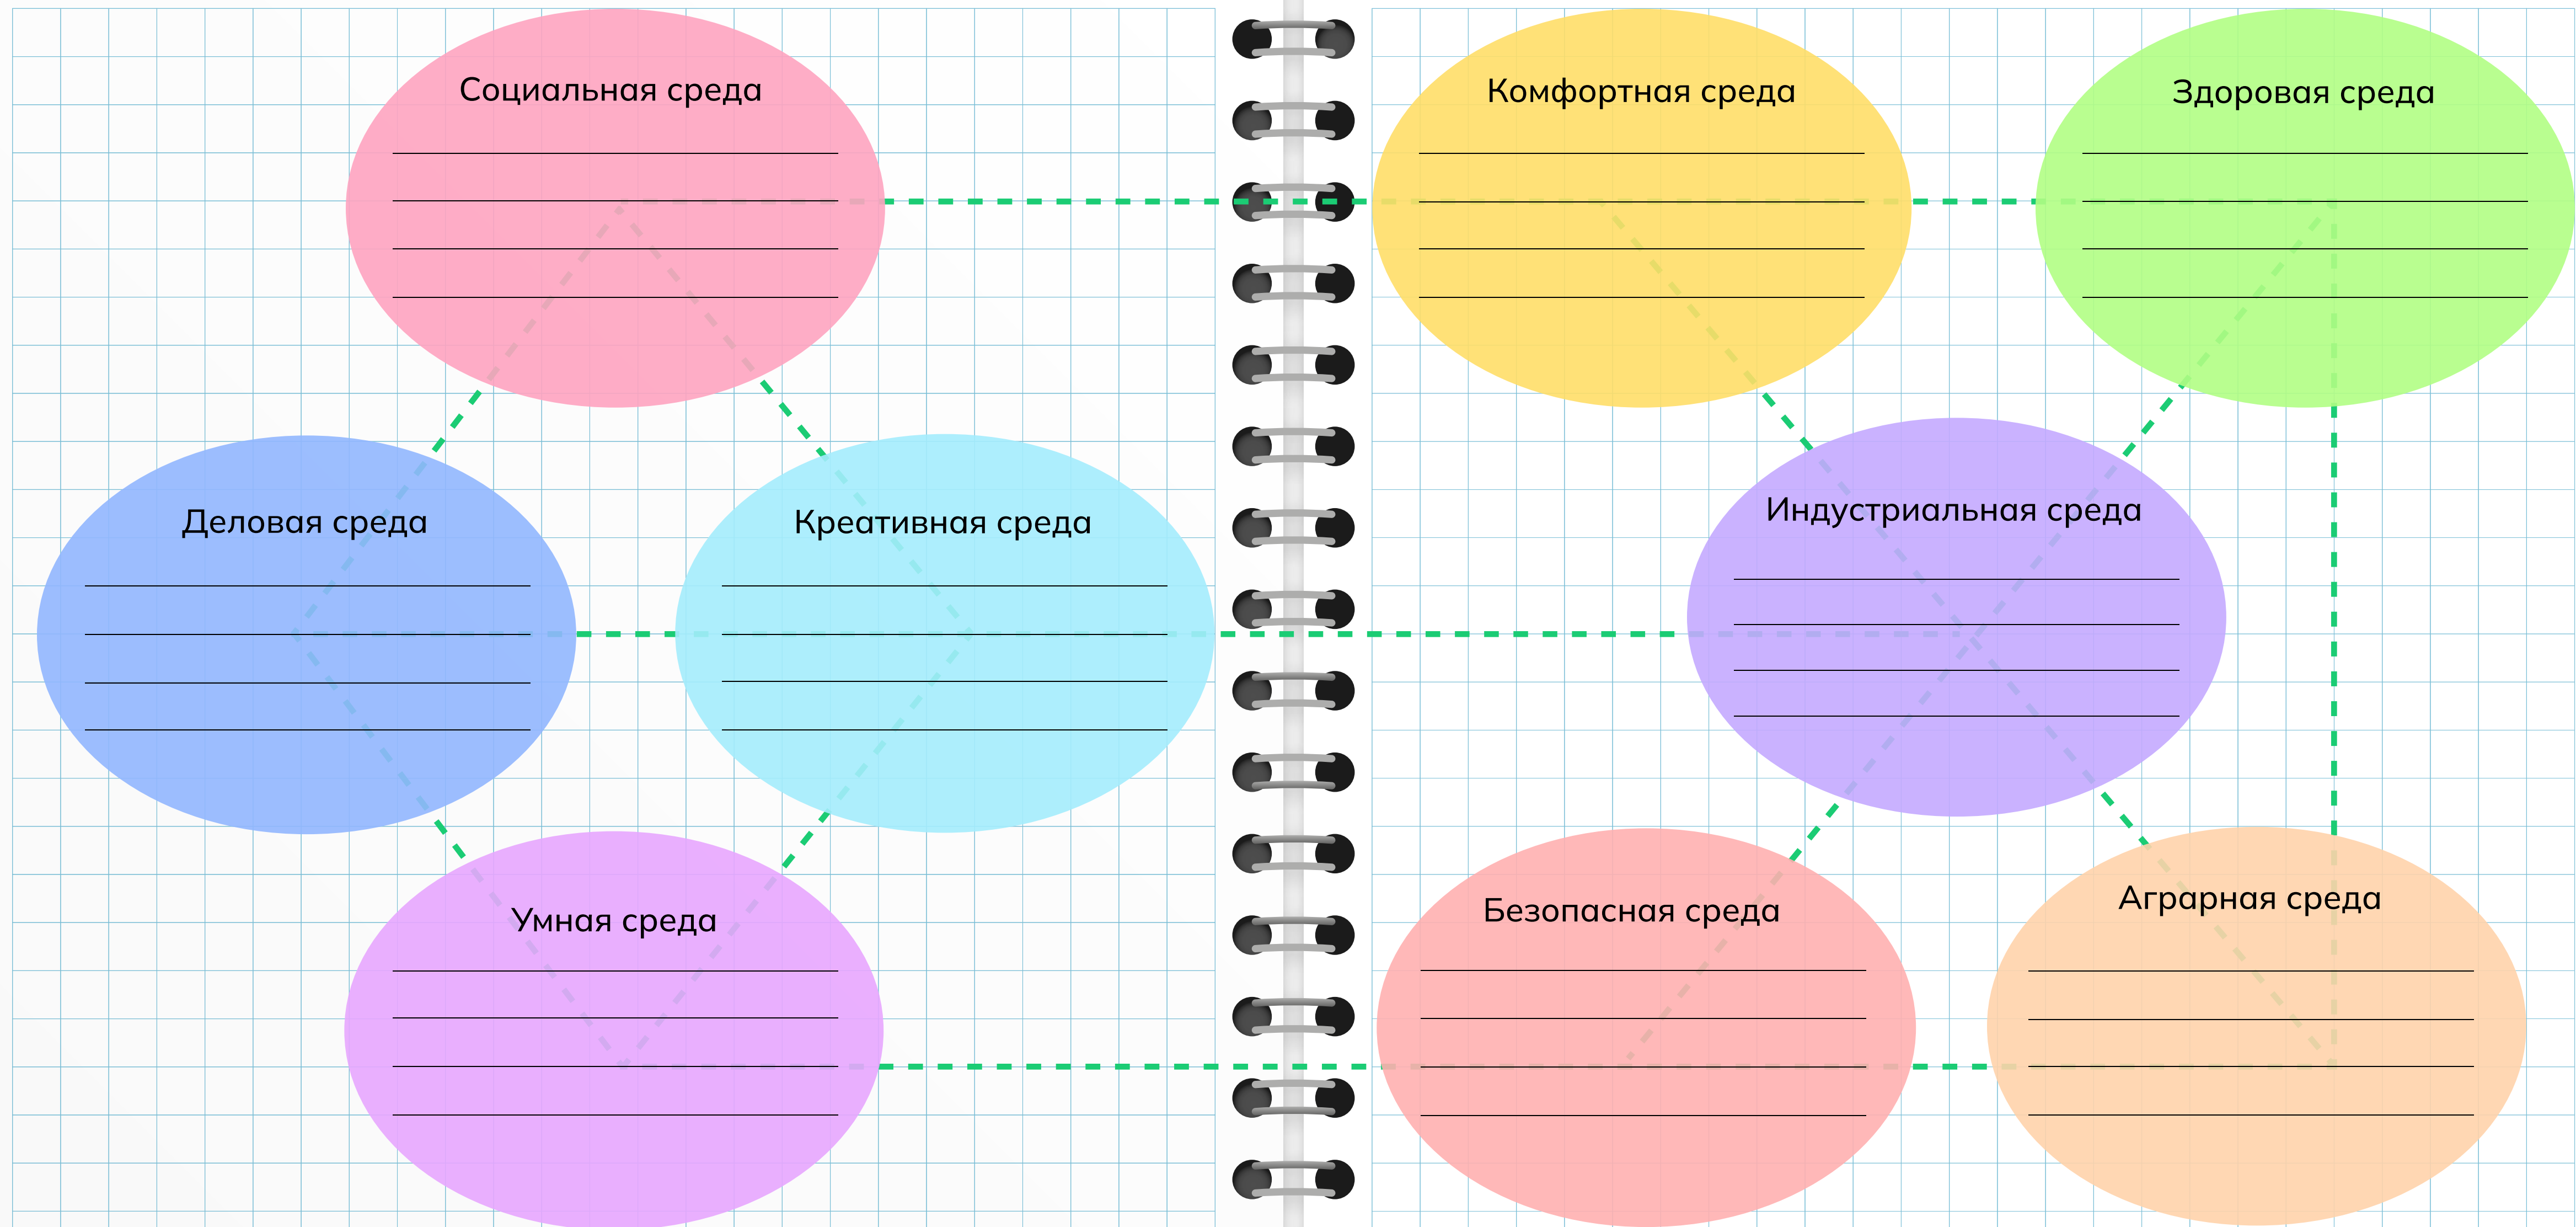 Социальная среда
Комфортная среда
Здоровая среда
Деловая среда
Креативная среда
Индустриальная среда
Умная среда
Безопасная среда
Аграрная среда